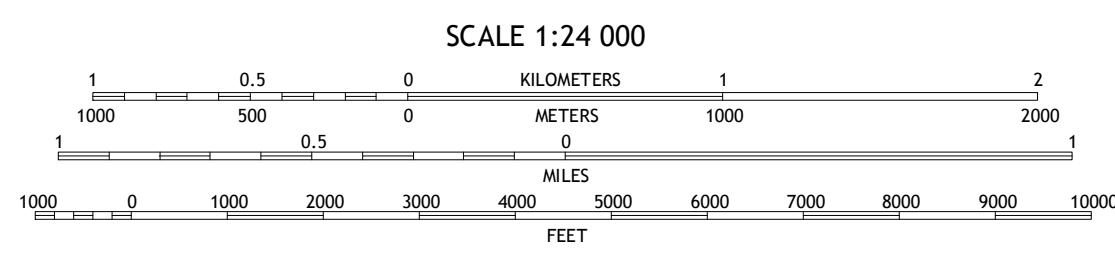 SCALE 1:24 000
1 0.5 0 KILOMETERS 1 2
1000 500 0 METERS 1000 2000
1 0.5 0 1
MILES
1000 0 1000 2000 3000 4000 5000 6000 7000 8000 9000 10000
FEET